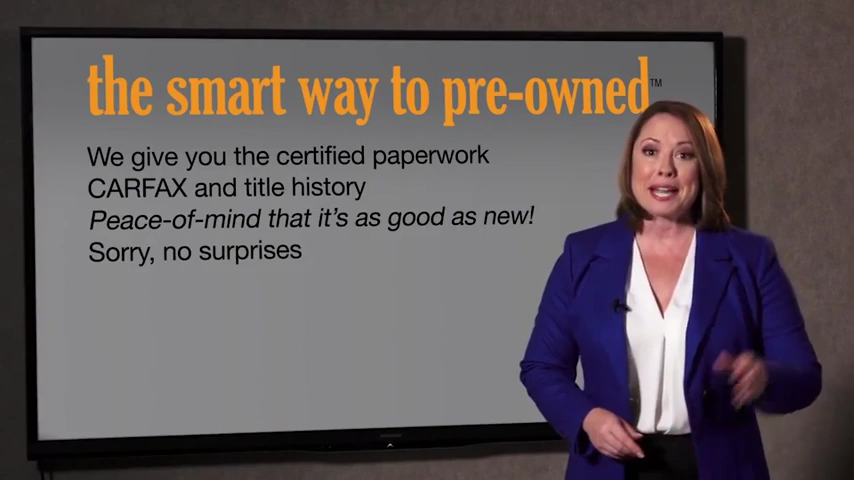 the smart way to pre-owned™
We give you the certified paperwork
CARFAX and title history
Peace-of-mind that it's as good as new!
Sorry, no surprises